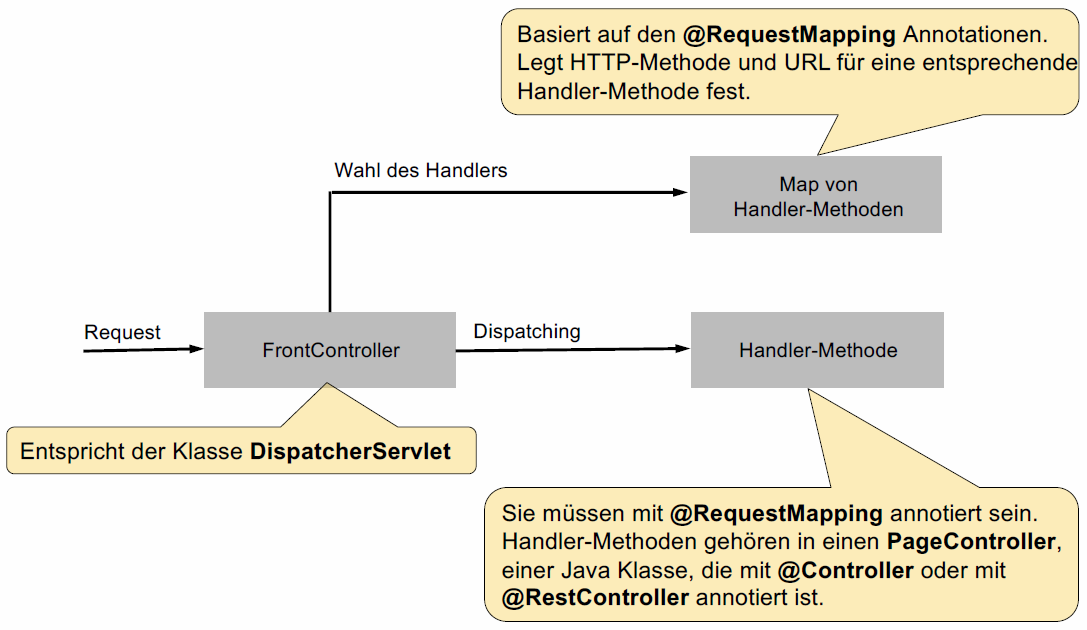 Basiert auf den @RequestMapping Annotationen.
Legt HTTP-Methode und URL für eine entsprechende
Handler-Methode fest.
Wahl des Handlers
Map von
Handler-Methoden
Request
FrontController
Dispatching
Handler-Methode
Entspricht der Klasse DispatcherServlet
Sie müssen mit @RequestMapping annotiert sein.
Handler-Methoden gehören in einen PageController,
einer Java Klasse, die mit @Controller oder mit
@RestController annotiert ist.